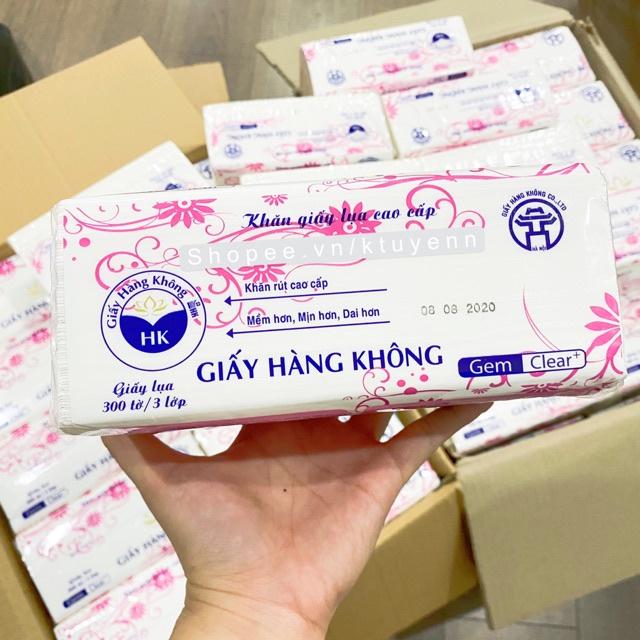 Khăn giấy lụa cao cấp
Shopee.vn/ktuyenn
GIẤY HÀNG KHÔNG CO.,LTD
HÀ NỘI
Giấy Hàng Không
HK
Khăn rút cao cấp
Mềm hơn, Mịn hơn, Dai hơn
08 08 2020
GIẤY HÀNG KHÔNG
Gem Clear+
Giấy lụa
300 tờ/3 lớp